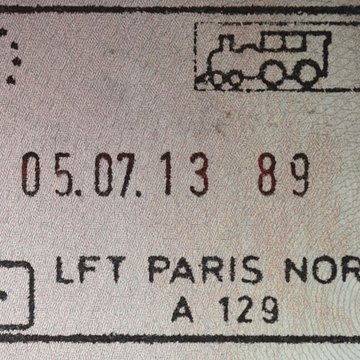 05.07.13 89
LFT PARIS NOR
A 129